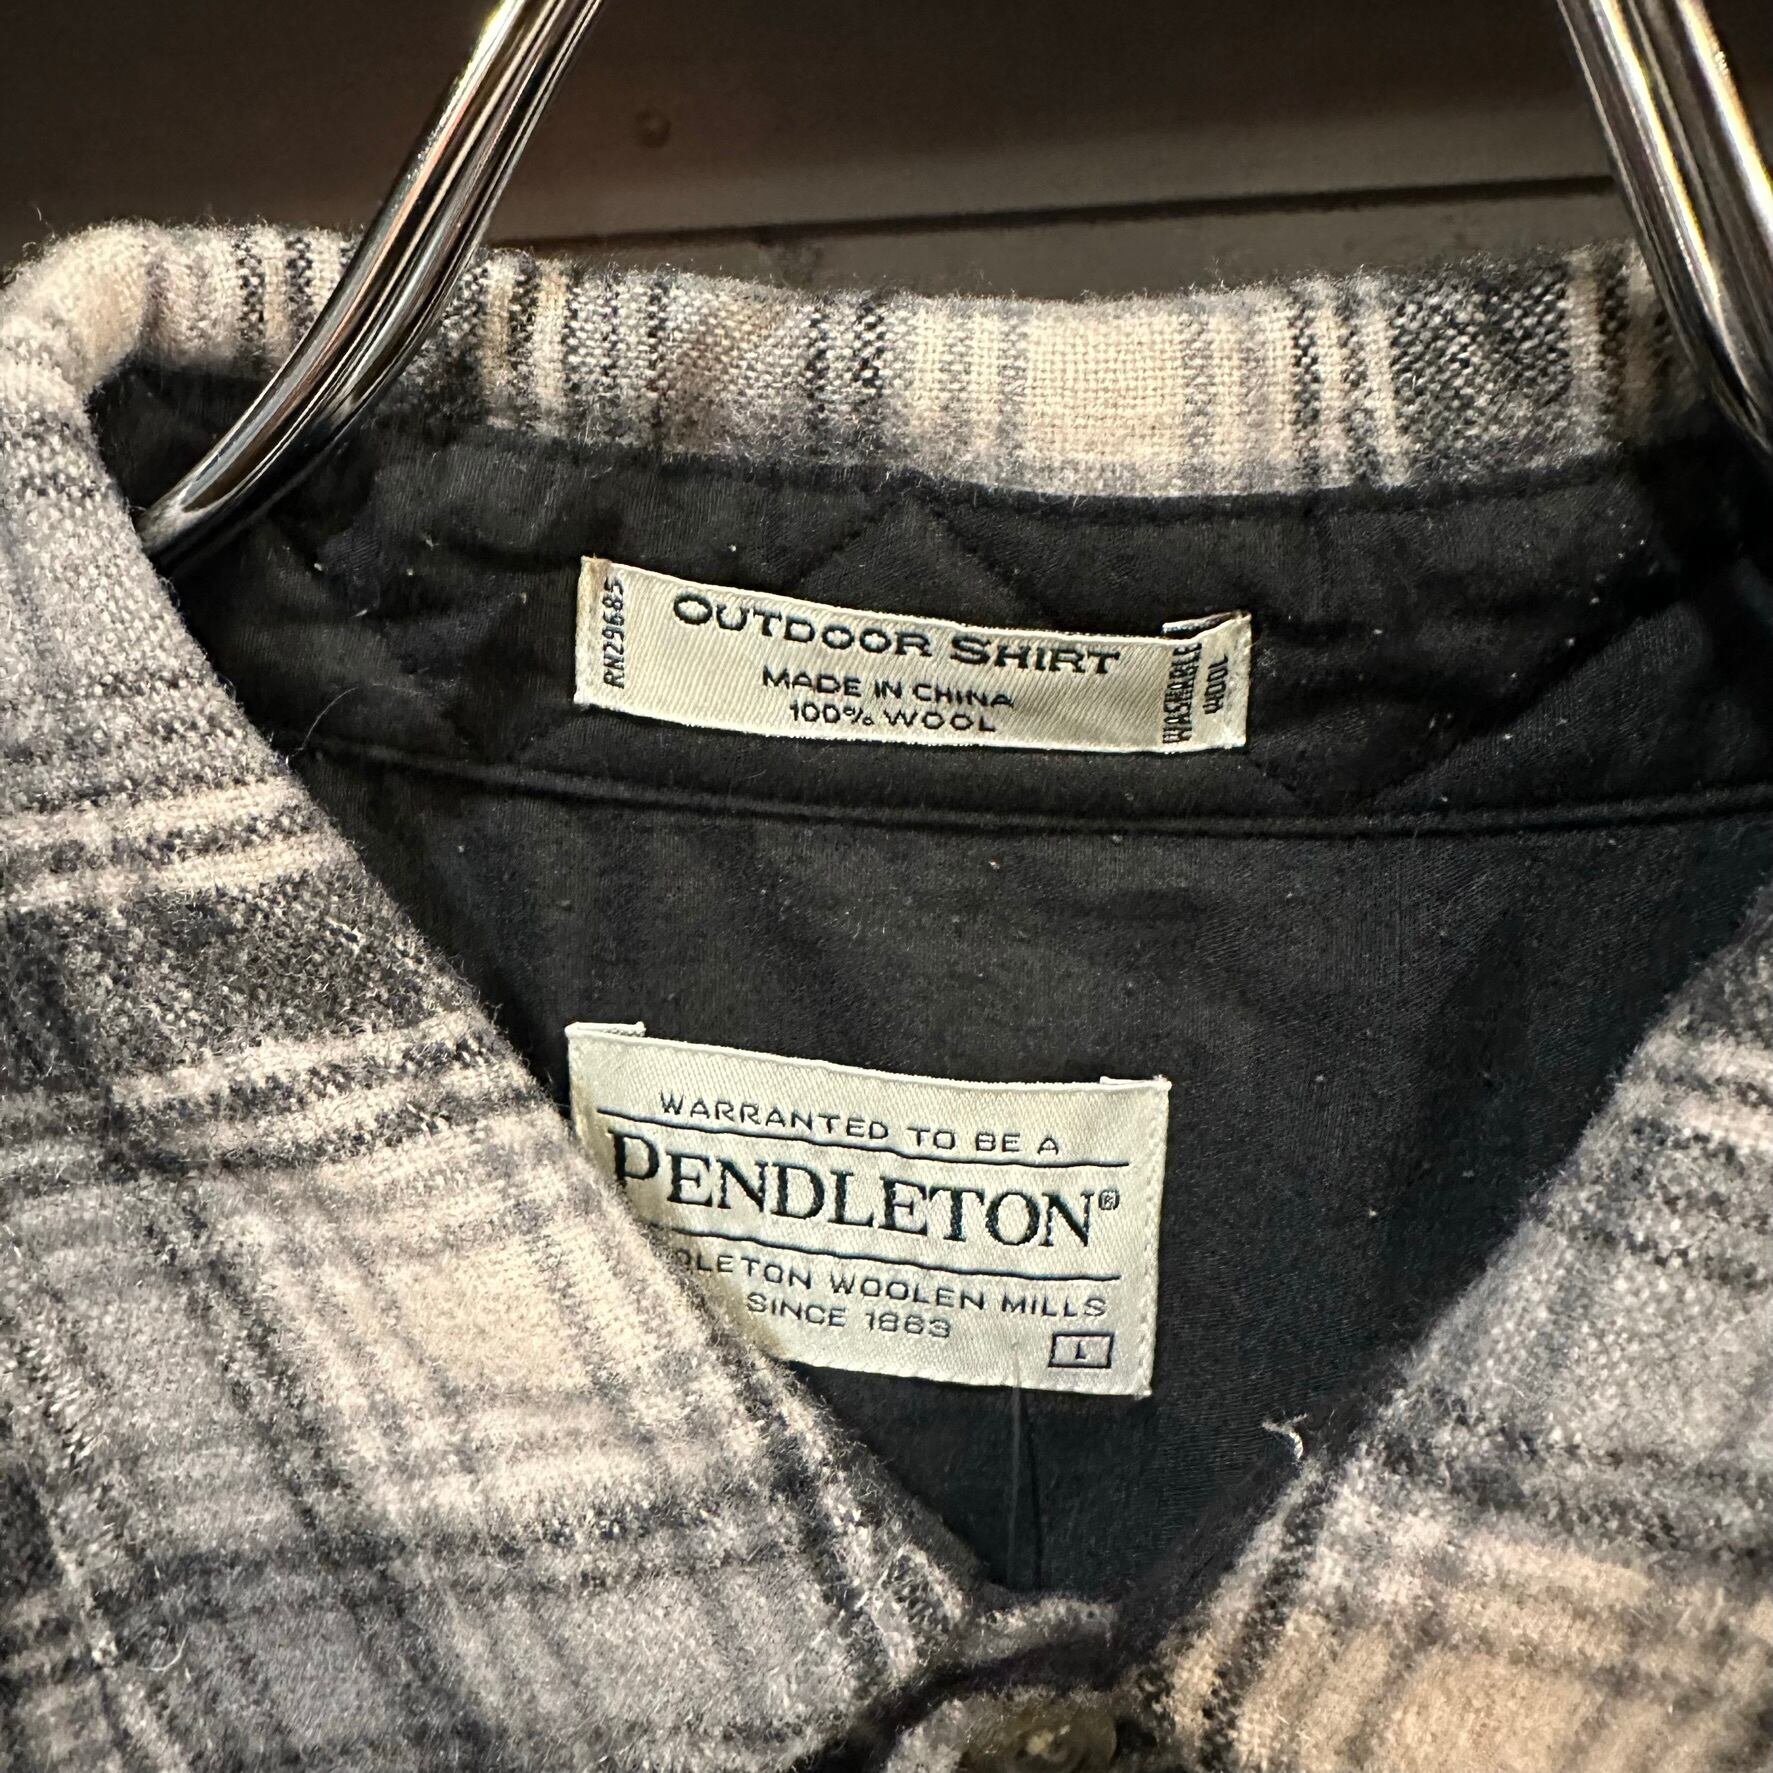 RN29685
OUTDOOR SHIRT
MADE IN CHINA
100% WOOL
WASHABLE
WOOL
WARRANTED TO BE A
PENDLETON®
WOOLEN MILLS
SINCE 1863
L